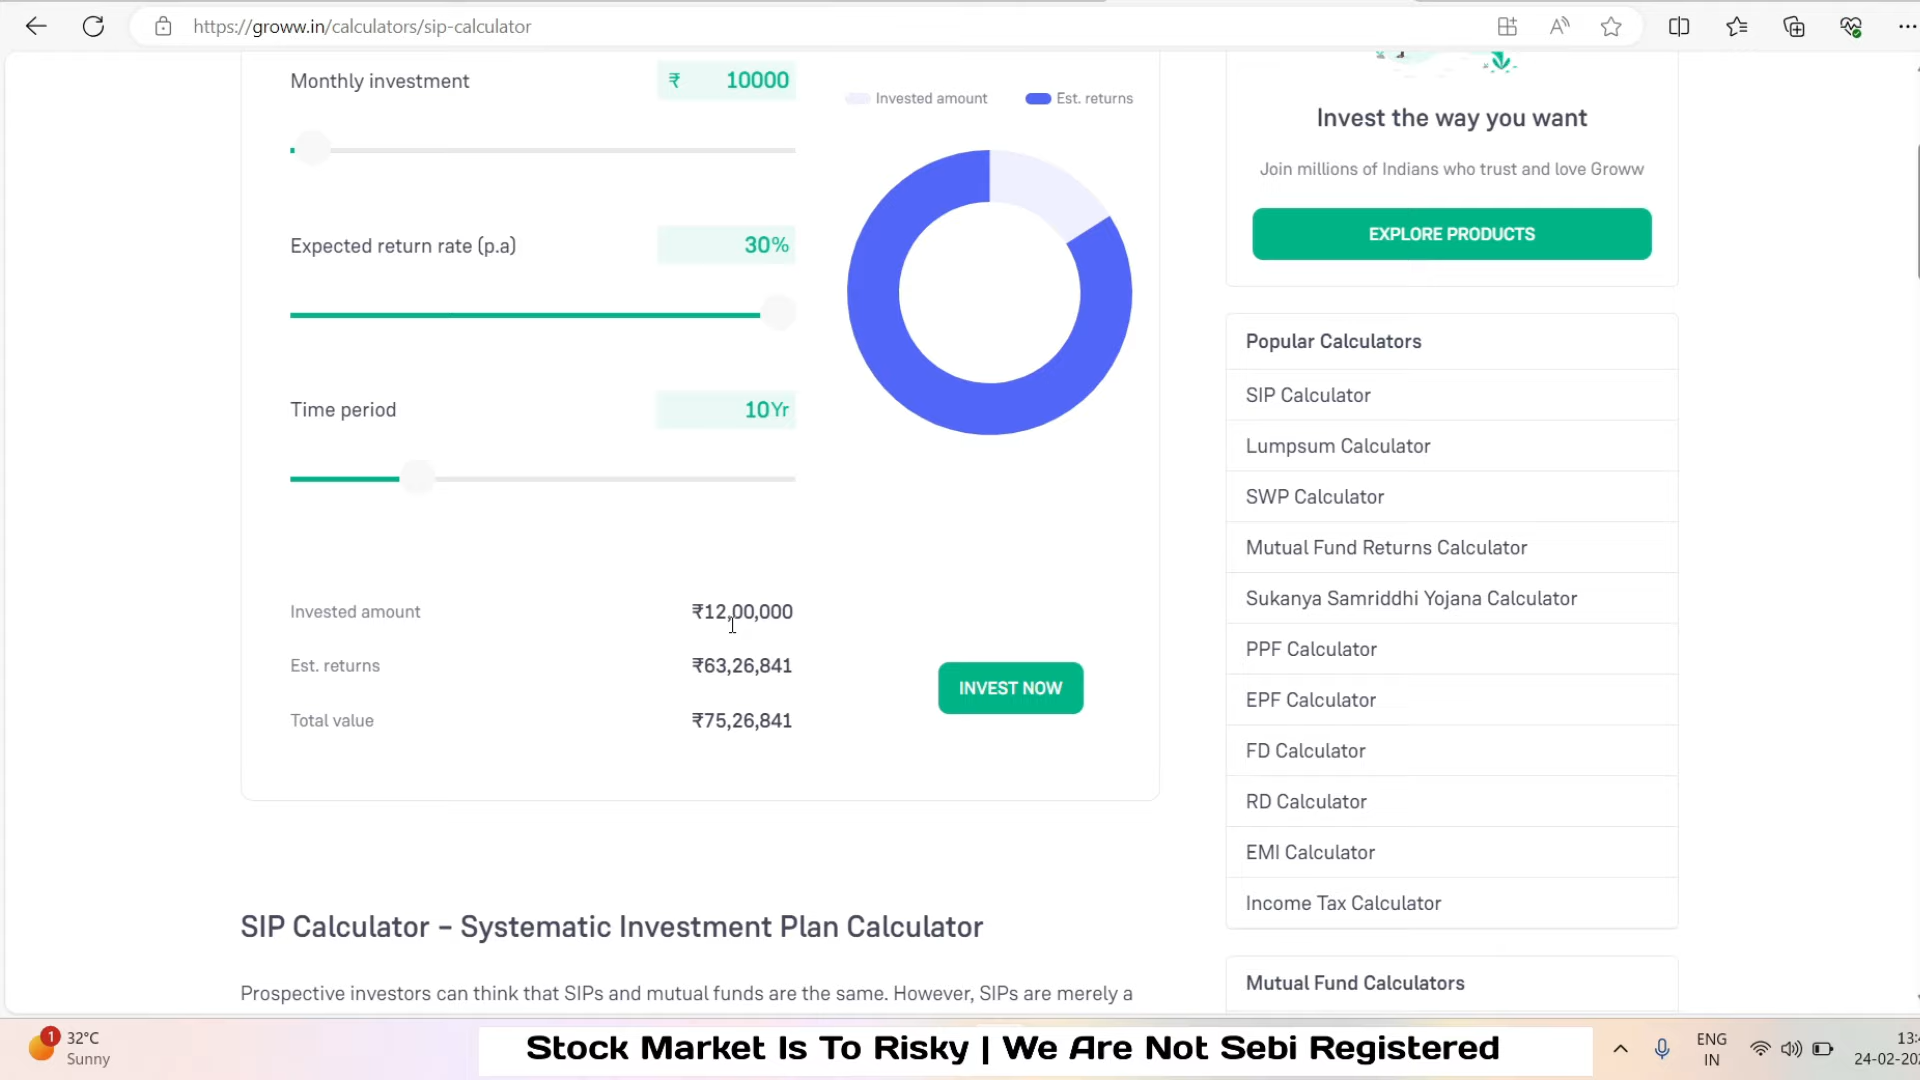 https://groww.in/calculators/sip-calculator
Monthly investment
₹ 10000
Expected return rate (p.a)
30%
Time period
10Yr
Invested amount
Est. returns
Invested amount
₹12,00,000
Est. returns
₹63,26,841
Total value
₹75,26,841
INVEST NOW
SIP Calculator – Systematic Investment Plan Calculator
Prospective investors can think that SIPs and mutual funds are the same. However, SIPs are merely a
Invest the way you want
Join millions of Indians who trust and love Groww
EXPLORE PRODUCTS
Popular Calculators
SIP Calculator
Lumpsum Calculator
SWP Calculator
Mutual Fund Returns Calculator
Sukanya Samriddhi Yojana Calculator
PPF Calculator
EPF Calculator
FD Calculator
RD Calculator
EMI Calculator
Income Tax Calculator
Mutual Fund Calculators
1
32°C
Sunny
Stock Market Is To Risky | We Are Not Sebi Registered
ENG
IN